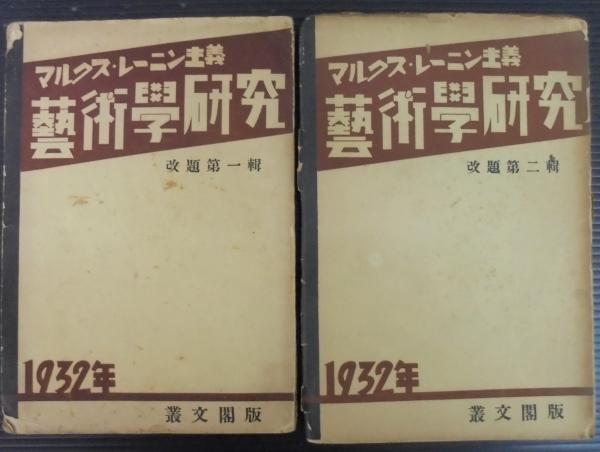 マルクス・レーニン主義
藝術學研究
改題第一輯
1932年
叢文閣版
マルクス・レーニン主義
藝術學研究
改題第二輯
1932年
叢文閣版